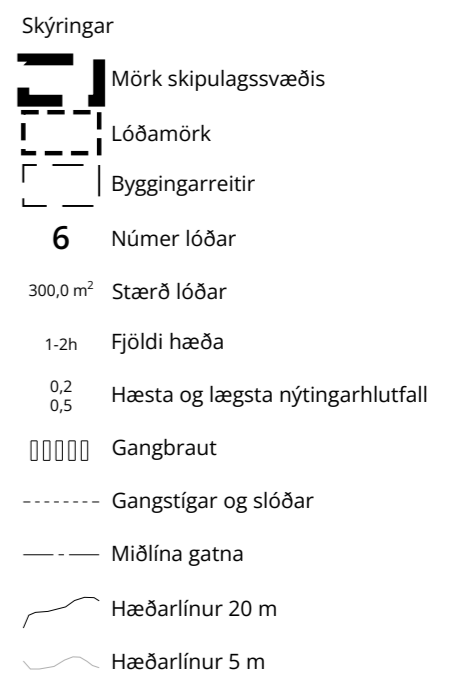 Skýringar
Mörk skipulagssvæðis
Lóðamörk
Byggingarreitir
6 Númer lóðar
300,0 m² Stærð lóðar
1-2h Fjöldi hæða
0,2
0,5
Hæsta og lægsta nýtingarhlutfall
Gangbraut
Gangstígar og slóðar
Miðlína gatna
Hæðarlínur 20 m
Hæðarlínur 5 m